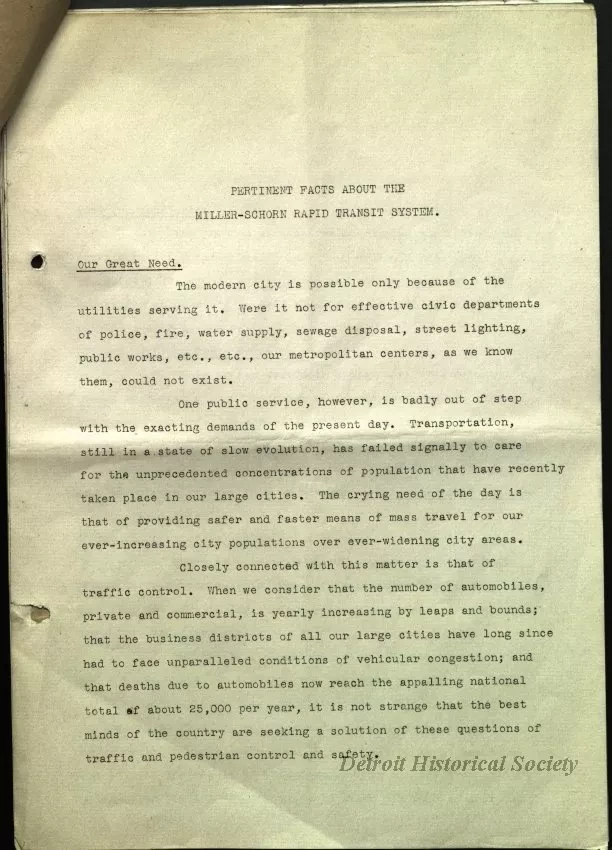 PERTINENT FACTS ABOUT THE
MILLER-SCHORN RAPID TRANSIT SYSTEM.
Our Great Need.
The modern city is possible only because of the
utilities serving it. Were it not for effective civic departments
of police, fire, water supply, sewage disposal, street lighting,
public works, etc., etc., our metropolitan centers, as we know
them, could not exist.
One public service, however, is badly out of step
with the exacting demands of the present day. Transportation,
still in a state of slow evolution, has failed signally to care
for the unprecedented concentrations of population that have recently
taken place in our large cities. The crying need of the day is
that of providing safer and faster means of mass travel for our
ever-increasing city populations over ever-widening city areas.
Closely connected with this matter is that of
traffic control. When we consider that the number of automobiles,
private and commercial, is yearly increasing by leaps and bounds;
that the business districts of all our large cities have long since
had to face unparalleled conditions of vehicular congestion; and
that deaths due to automobiles now reach the appalling national
total of about 25,000 per year, it is not strange that the best
minds of the country are seeking a solution of these questions of
traffic and pedestrian control and safety.
Detroit Historical Society